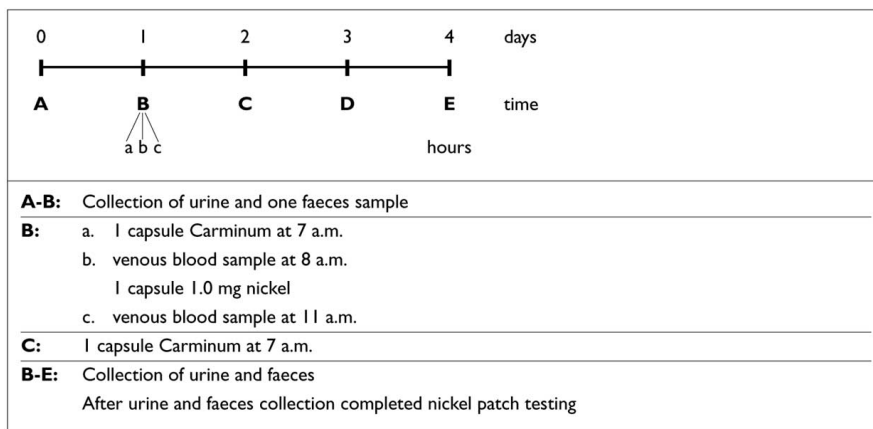 0 1 2 3 4 days
A B C D E time
a b c hours
A-B: Collection of urine and one faeces sample
B: a. 1 capsule Carminum at 7 a.m.
b. venous blood sample at 8 a.m.
1 capsule 1.0 mg nickel
c. venous blood sample at 11 a.m.
C: 1 capsule Carminum at 7 a.m.
B-E: Collection of urine and faeces
After urine and faeces collection completed nickel patch testing